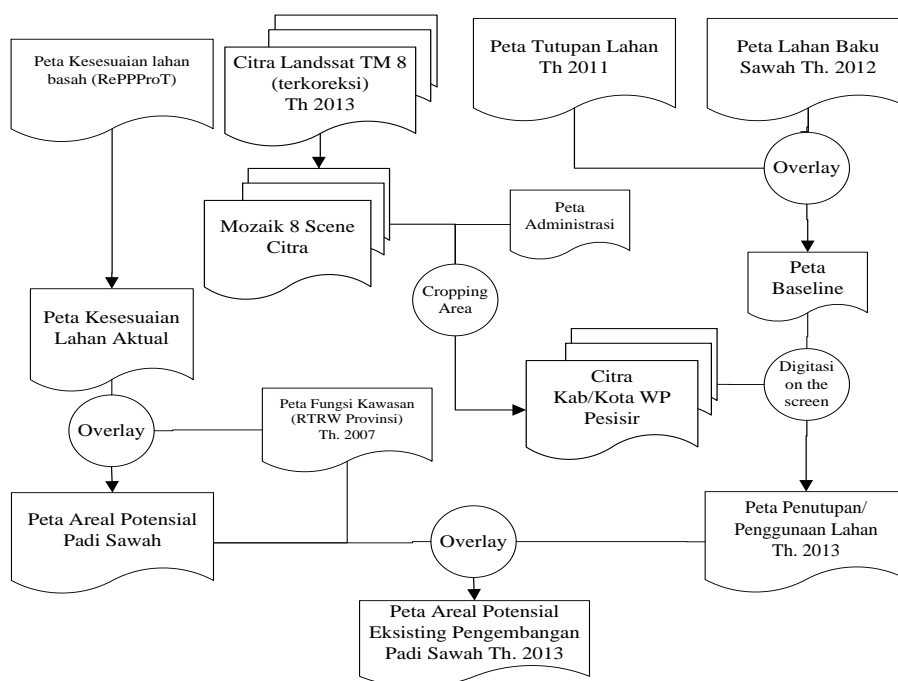 Peta Kesesuaian lahan
basah (RePPProT)
Citra Landssat TM 8
(terkoreksi)
Th 2013
Peta Tutupan Lahan
Th 2011
Peta Lahan Baku
Sawah Th. 2012
Overlay
Mozaik 8 Scene
Citra
Peta
Administrasi
Cropping
Area
Peta
Baseline
Peta Kesesuaian
Lahan Aktual
Citra
Kab/Kota WP
Pesisir
Digitasi
on the
screen
Overlay
Peta Fungsi Kawasan
(RTRW Provinsi)
Th. 2007
Peta Areal Potensial
Padi Sawah
Overlay
Peta Penutupan/
Penggunaan Lahan
Th. 2013
Peta Areal Potensial
Eksisting Pengembangan
Padi Sawah Th. 2013